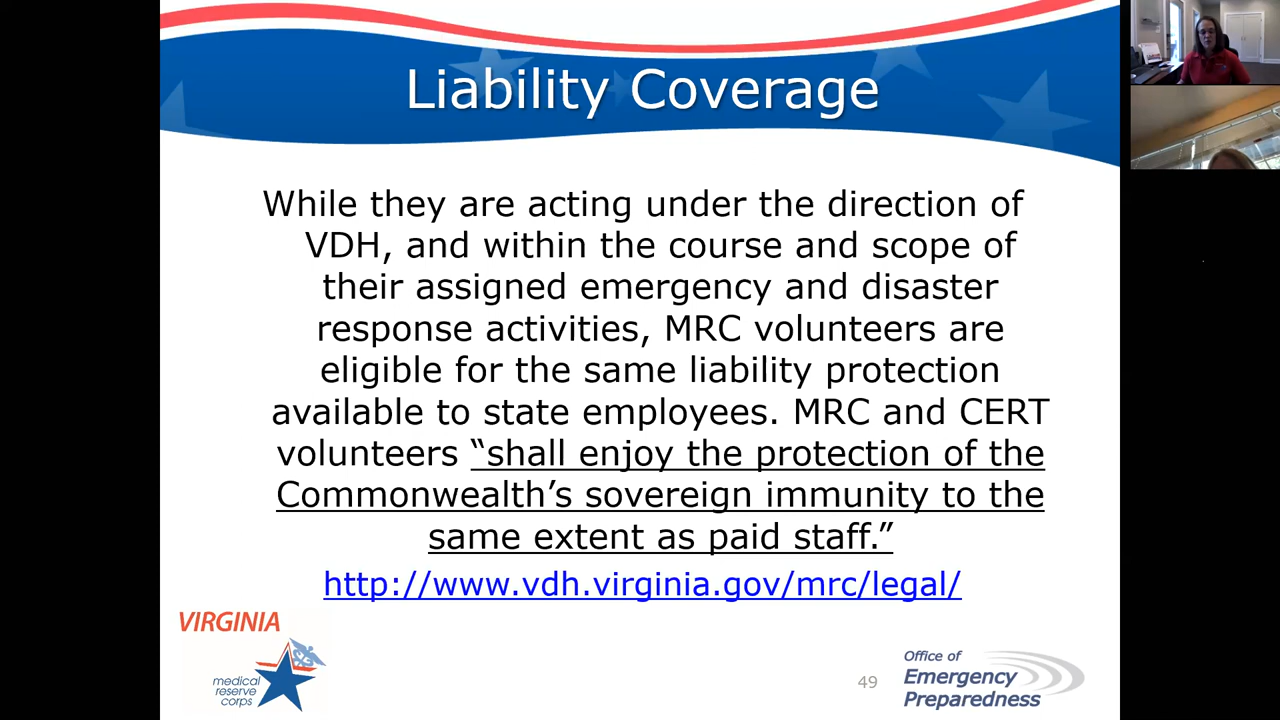 Liability Coverage
While they are acting under the direction of
VDH, and within the course and scope of
their assigned emergency and disaster
response activities, MRC volunteers are
eligible for the same liability protection
available to state employees. MRC and CERT
volunteers “shall enjoy the protection of the
Commonwealth’s sovereign immunity to the
same extent as paid staff.”
http://www.vdh.virginia.gov/mrc/legal/
VIRGINIA
medical
reserve
corps
49
Office of
Emergency
Preparedness